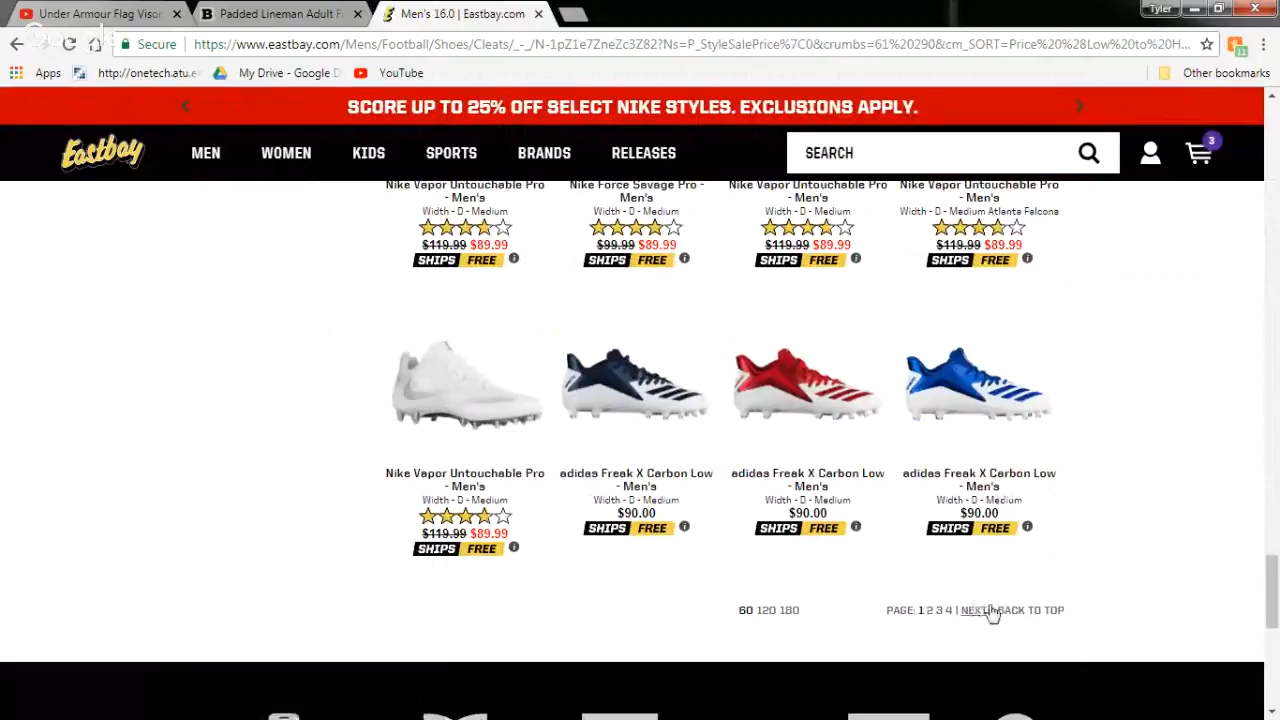 Under Armour Flag Visor
Padded Lineman Adult F
Men's 16.0 | Eastbay.com
Tyler
Secure
https://www.eastbay.com/Mens/Football/Shoes/Cleats/_-_/N-1pZ1e7ZneZc3Z82?Ns=P_StyleSalePrice%7C0&crumbs=61%20290&cm_SORT=Price%20%28Low%20to%20H...
11
Apps
http://onetech.atu.e
My Drive - Google D
YouTube
Other bookmarks
SCORE UP TO 25% OFF SELECT NIKE STYLES. EXCLUSIONS APPLY.
Eastbay
MEN
WOMEN
KIDS
SPORTS
BRANDS
RELEASES
SEARCH
3
Nike Vapor Untouchable Pro - Men's
Width - D - Medium
$119.99 $89.99
SHIPS FREE
Nike Force Savage Pro - Men's
Width - D - Medium
$99.99 $89.99
SHIPS FREE
Nike Vapor Untouchable Pro - Men's
Width - D - Medium
$119.99 $89.99
SHIPS FREE
Nike Vapor Untouchable Pro - Men's
Width - D - Medium Atlanta Falcons
$119.99 $89.99
SHIPS FREE
Nike Vapor Untouchable Pro - Men's
Width - D - Medium
$119.99 $89.99
SHIPS FREE
adidas Freak X Carbon Low - Men's
Width - D - Medium
$90.00
SHIPS FREE
adidas Freak X Carbon Low - Men's
Width - D - Medium
$90.00
SHIPS FREE
adidas Freak X Carbon Low - Men's
Width - D - Medium
$90.00
SHIPS FREE
60 120 180
PAGE: 1 2 3 4 | NEXT BACK TO TOP